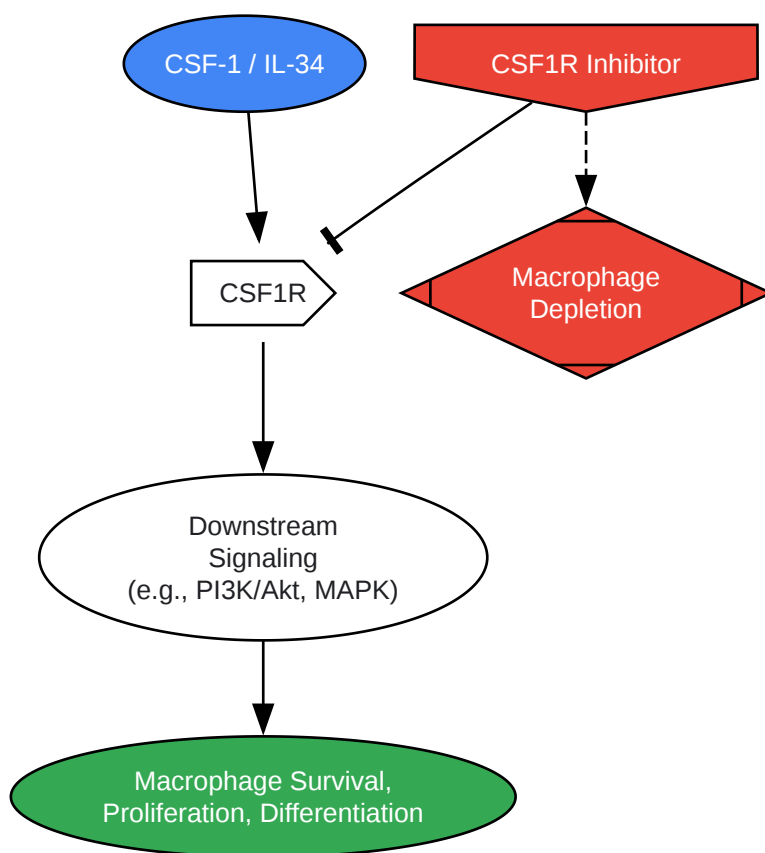 CSF-1 / IL-34
CSF1R Inhibitor
CSF1R
Macrophage
Depletion
Downstream
Signaling
(e.g., PI3K/Akt, MAPK)
Macrophage Survival,
Proliferation, Differentiation